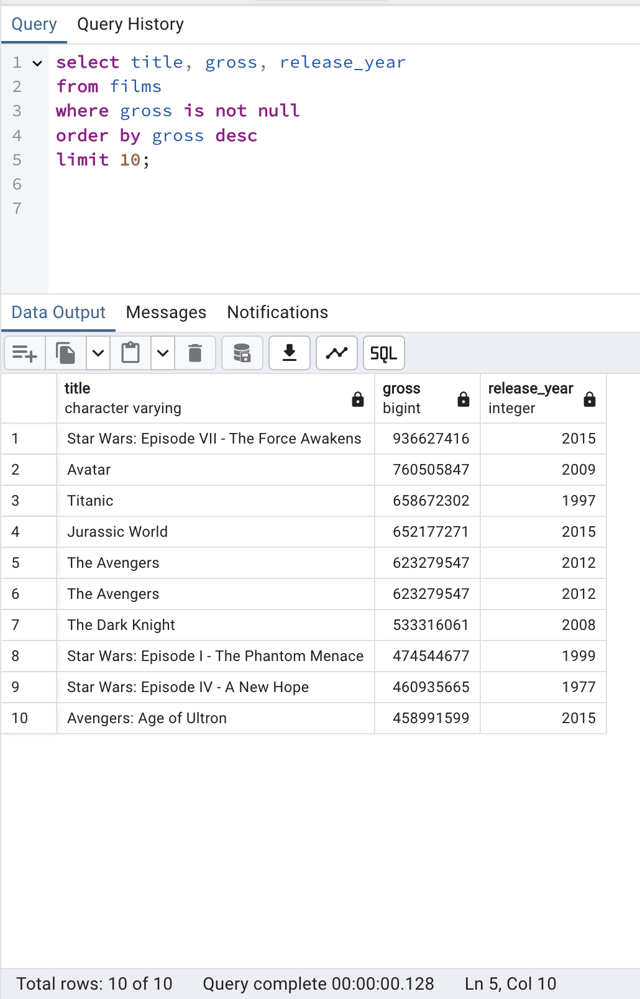 Query Query History
1 select title, gross, release_year
2 from films
3 where gross is not null
4 order by gross desc
5 limit 10;
6
7
Data Output Messages Notifications
SQL
title gross release_year
character varying bigint integer
1 Star Wars: Episode VII - The Force Awakens 936627416 2015
2 Avatar 760505847 2009
3 Titanic 658672302 1997
4 Jurassic World 652177271 2015
5 The Avengers 623279547 2012
6 The Avengers 623279547 2012
7 The Dark Knight 533316061 2008
8 Star Wars: Episode I - The Phantom Menace 474544677 1999
9 Star Wars: Episode IV - A New Hope 460935665 1977
10 Avengers: Age of Ultron 458991599 2015
Total rows: 10 of 10 Query complete 00:00:00.128 Ln 5, Col 10